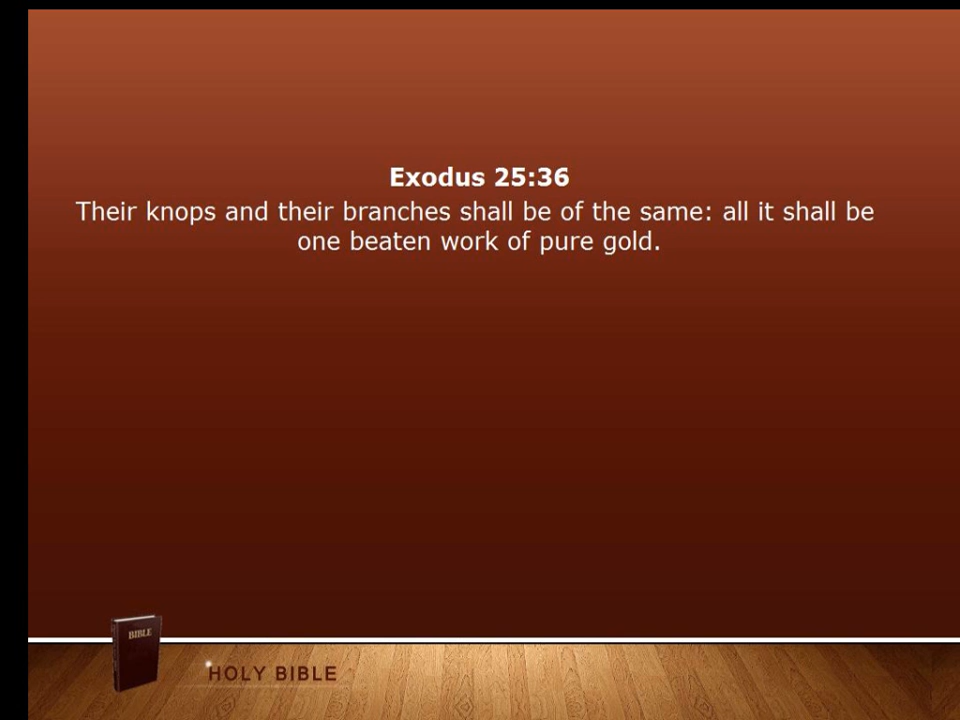 Exodus 25:36
Their knops and their branches shall be of the same: all it shall be
one beaten work of pure gold.
BIBLE
HOLY BIBLE